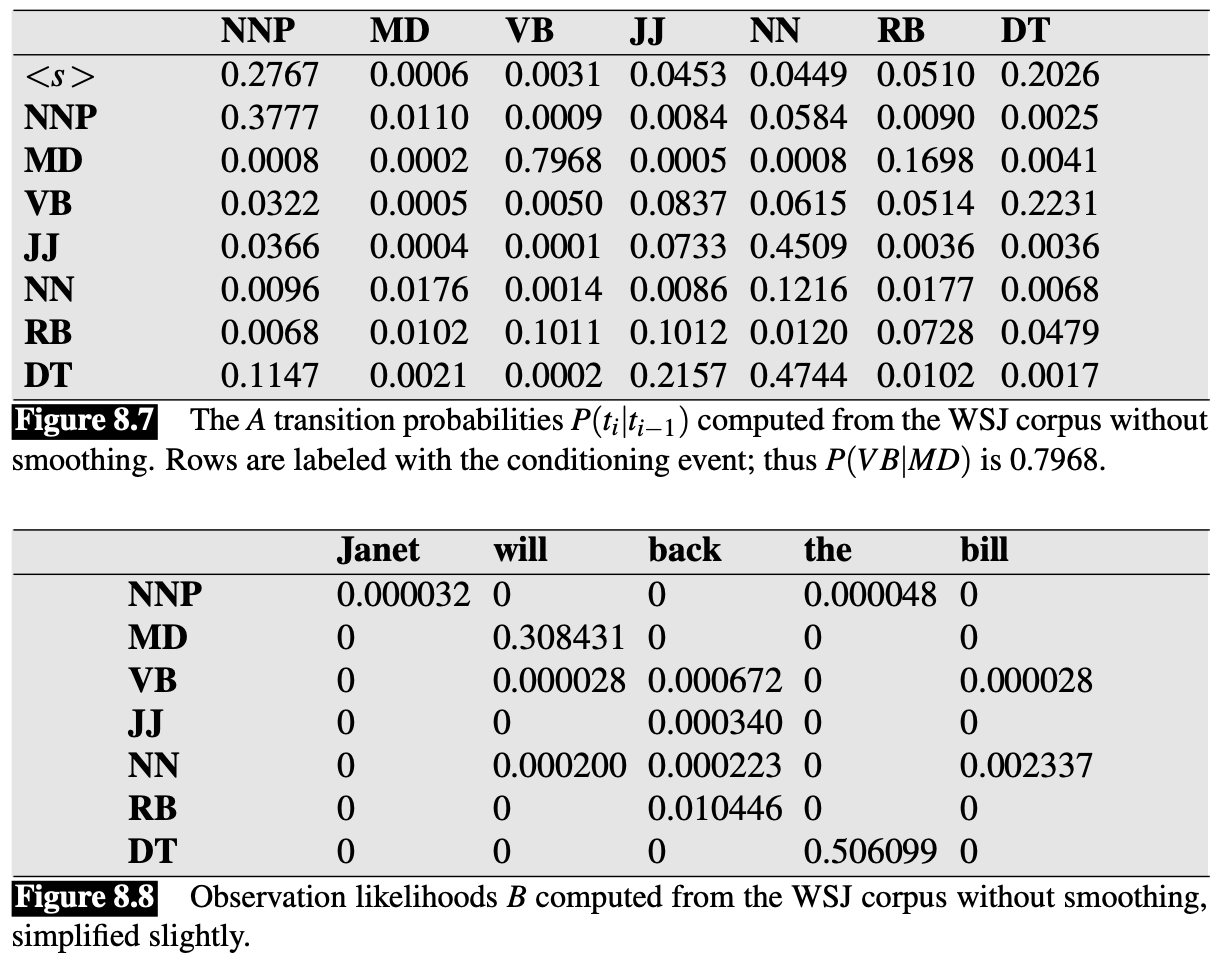 NNP MD VB JJ NN RB DT
<s> 0.2767 0.0006 0.0031 0.0453 0.0449 0.0510 0.2026
NNP 0.3777 0.0110 0.0009 0.0084 0.0584 0.0090 0.0025
MD 0.0008 0.0002 0.7968 0.0005 0.0008 0.1698 0.0041
VB 0.0322 0.0005 0.0050 0.0837 0.0615 0.0514 0.2231
JJ 0.0366 0.0004 0.0001 0.0733 0.4509 0.0036 0.0036
NN 0.0096 0.0176 0.0014 0.0086 0.1216 0.0177 0.0068
RB 0.0068 0.0102 0.1011 0.1012 0.0120 0.0728 0.0479
DT 0.1147 0.0021 0.0002 0.2157 0.4744 0.0102 0.0017
Figure 8.7 The A transition probabilities P(tᵢ|tᵢ₋₁) computed from the WSJ corpus without
smoothing. Rows are labeled with the conditioning event; thus P(VB|MD) is 0.7968.
Janet will back the bill
NNP 0.000032 0 0 0.000048 0
MD 0 0.308431 0 0 0
VB 0 0.000028 0.000672 0 0.000028
JJ 0 0 0.000340 0 0
NN 0 0.000200 0.000223 0 0.002337
RB 0 0 0.010446 0 0
DT 0 0 0 0.506099 0
Figure 8.8 Observation likelihoods B computed from the WSJ corpus without smoothing,
simplified slightly.